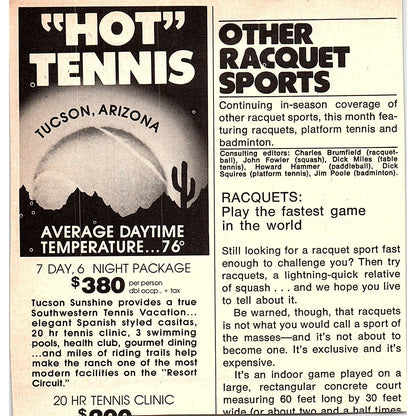 "HOT"
TENNIS
TUCSON, ARIZONA
AVERAGE DAYTIME
TEMPERATURE...76°
7 DAY, 6 NIGHT PACKAGE
$380 per person
dbl occp.. + tax
Tucson Sunshine provides a true
Southwestern Tennis Vacation...
elegant Spanish styled casitas,
20 hr tennis clinic, 3 swimming
pools, health club, gourmet dining
...and miles of riding trails help
make the ranch one of the most
modern facilities on the "Resort
Circuit."
20 HR TENNIS CLINIC
OTHER
RACQUET
SPORTS
Continuing in-season coverage of
other racquet sports, this month fea-
turing racquets, platform tennis and
badminton.
Consulting editors: Charles Brumfield (racquet-
ball), John Fowler (squash), Dick Miles (table
tennis), Howard Hammer (paddleball), Dick
Squires (platform tennis), Jim Poole (badminton).
RACQUETS:
Play the fastest game
in the world
Still looking for a racquet sport fast
enough to challenge you? Then try
racquets, a lightning-quick relative
of squash . . . and we hope you live
to tell about it.
Be warned, though, that racquets
is not what you would call a sport of
the masses—and it's not about to
become one. It's exclusive and it's
expensive.
It's an indoor game played on a
large, rectangular concrete court
measuring 60 feet long by 30 feet
wide (or about two and a half times